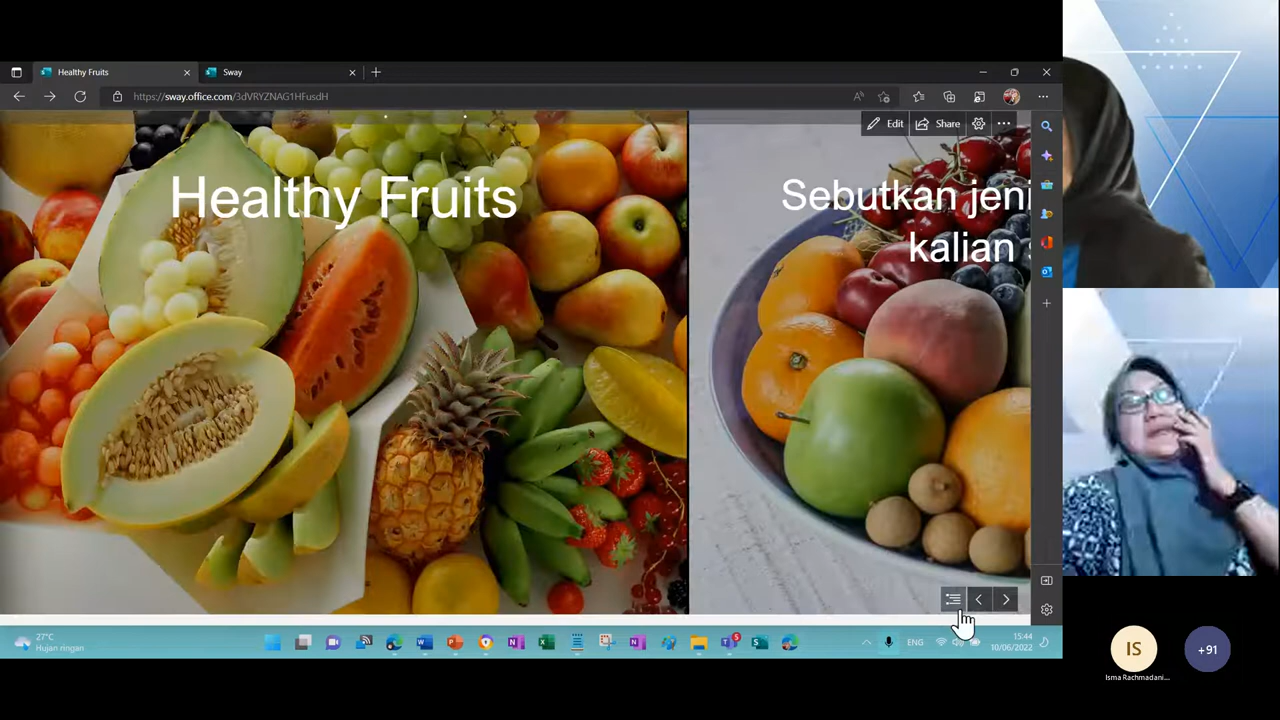 Healthy Fruits
Sway
https://sway.office.com/3dVRYZNAG1HFusdH
Edit
Share
Healthy Fruits
Sebutkan jeni
kalian s
27°C
Hujan ringan
5
ENG
15:44
10/06/2022
IS
+91
Isma Rachmadani...